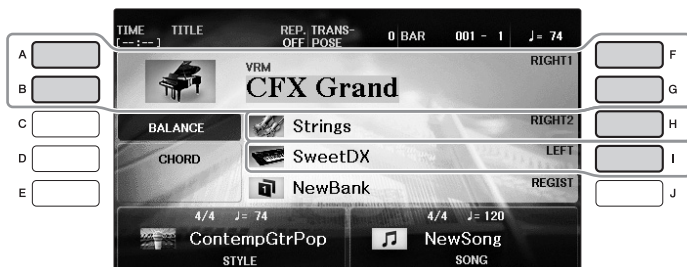 TIME TITLE REP. TRANS- 0 BAR 001 - 1 ♩= 74
[--:--] OFF POSE
A F
VRM RIGHT1
CFX Grand
B G
C BALANCE Strings RIGHT2 H
D CHORD SweetDX LEFT I
E NewBank REGIST J
4/4 ♩= 74 4/4 ♩= 120
ContempGtrPop NewSong
STYLE SONG